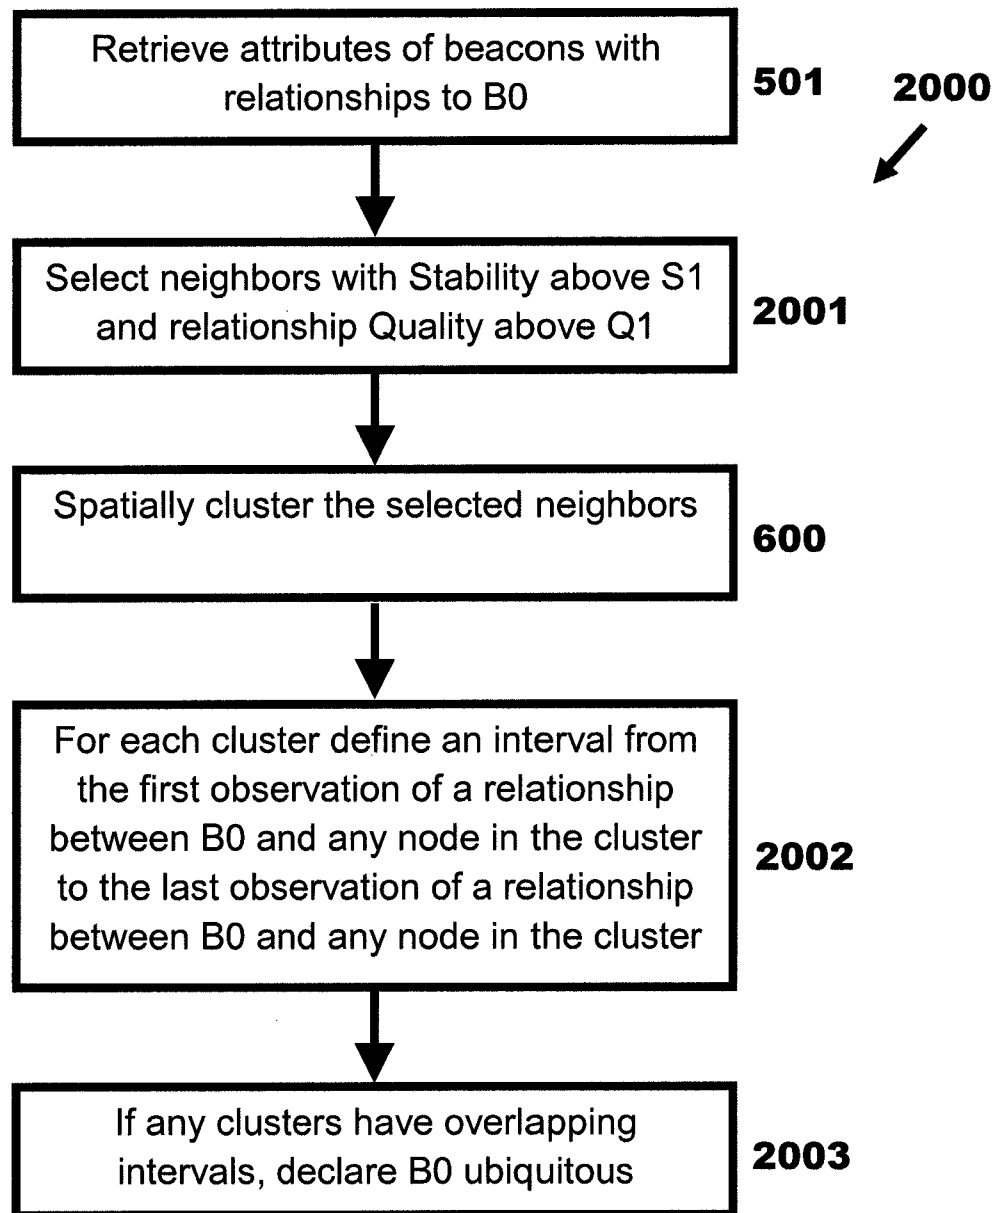 Retrieve attributes of beacons with
relationships to B0
501
2000
Select neighbors with Stability above S1
and relationship Quality above Q1
2001
Spatially cluster the selected neighbors
600
For each cluster define an interval from
the first observation of a relationship
between B0 and any node in the cluster
to the last observation of a relationship
between B0 and any node in the cluster
2002
If any clusters have overlapping
intervals, declare B0 ubiquitous
2003